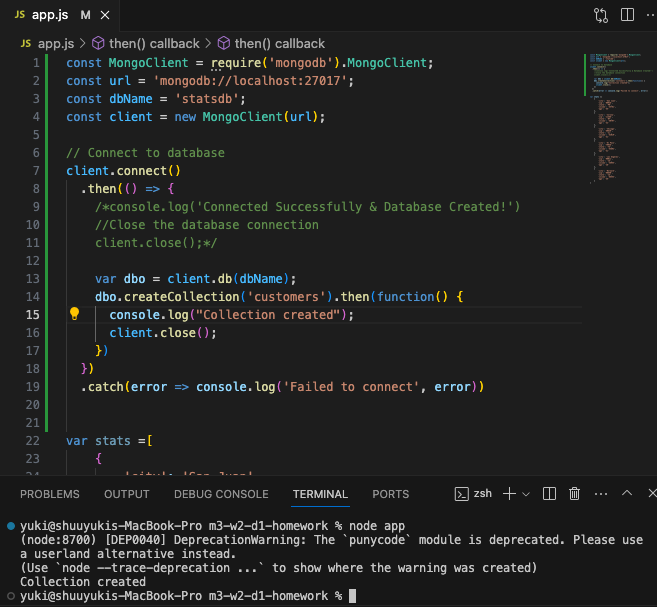 JS app.js M
JS app.js > then() callback > then() callback
1 const MongoClient = require('mongodb').MongoClient;
2 const url = 'mongodb://localhost:27017';
3 const dbName = 'statsdb';
4 const client = new MongoClient(url);
5
6 // Connect to database
7 client.connect()
8 .then(() => {
9 /*console.log('Connected Successfully & Database Created!')
10 //Close the database connection
11 client.close();*/
12
13 var dbo = client.db(dbName);
14 dbo.createCollection('customers').then(function() {
15 console.log("Collection created");
16 client.close();
17 })
18 })
19 .catch(error => console.log('Failed to connect', error))
20
21
22 var stats =[
23 {
24 'city': 'San Juan',
PROBLEMS OUTPUT DEBUG CONSOLE TERMINAL PORTS zsh
yuki@shuuyukis-MacBook-Pro m3-w2-d1-homework % node app
(node:8700) [DEP0040] DeprecationWarning: The `punycode` module is deprecated. Please use
a userland alternative instead.
(Use `node --trace-deprecation ...` to show where the warning was created)
Collection created
yuki@shuuyukis-MacBook-Pro m3-w2-d1-homework %